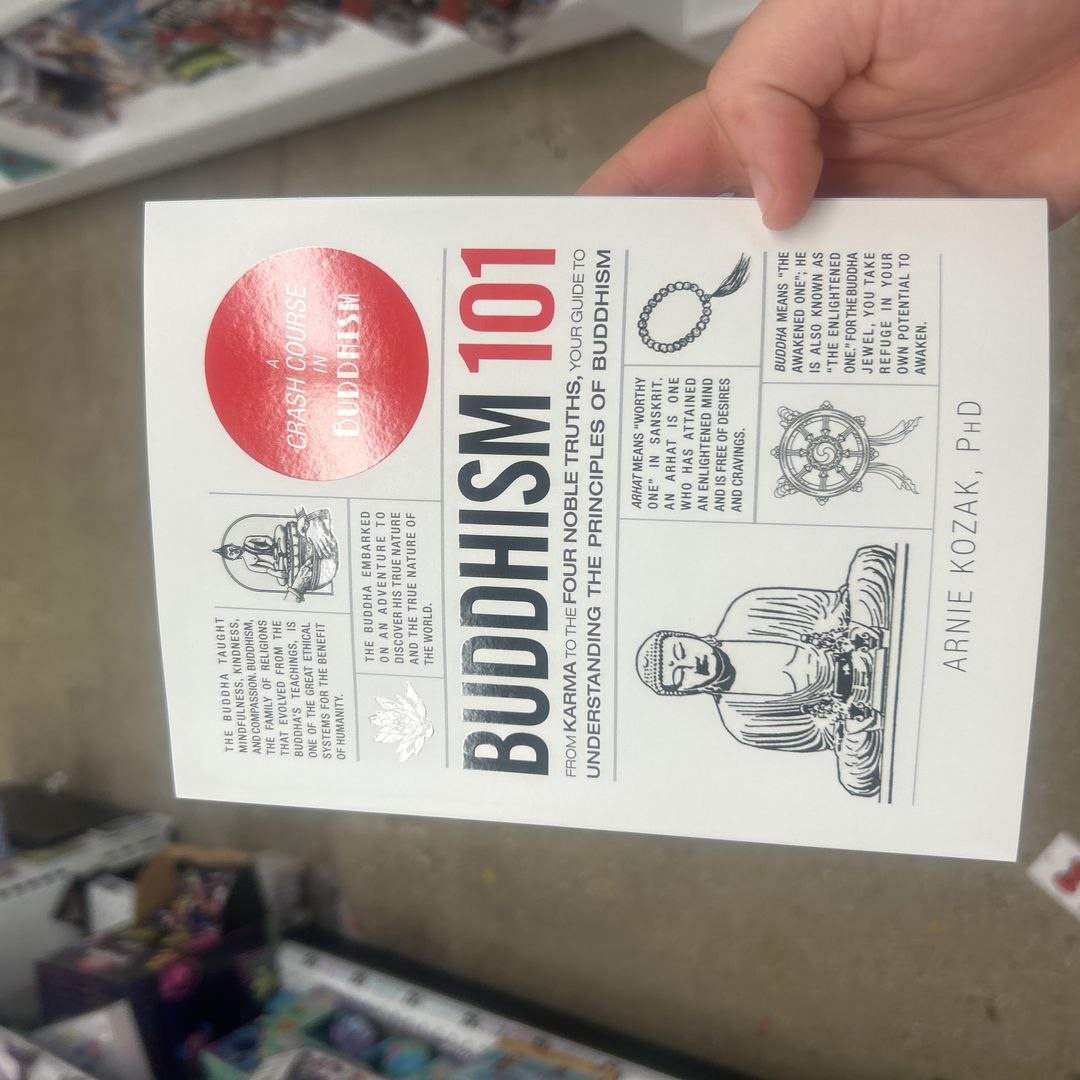 THE BUDDHA TAUGHT
MINDFULNESS, KINDNESS,
AND COMPASSION. BUDDHISM,
THE FAMILY OF RELIGIONS
THAT EVOLVED FROM THE
BUDDHA'S TEACHINGS, IS
ONE OF THE GREAT ETHICAL
SYSTEMS FOR THE BENEFIT
OF HUMANITY.
A
CRASH COURSE
IN
BUDDHISM
THE BUDDHA EMBARKED
ON AN ADVENTURE TO
DISCOVER HIS TRUE NATURE
AND THE TRUE NATURE OF
THE WORLD.
BUDDHISM 101
FROM KARMA TO THE FOUR NOBLE TRUTHS, YOUR GUIDE TO
UNDERSTANDING THE PRINCIPLES OF BUDDHISM
ARHAT MEANS "WORTHY
ONE" IN SANSKRIT.
AN ARHAT IS ONE
WHO HAS ATTAINED
AN ENLIGHTENED MIND
AND IS FREE OF DESIRES
AND CRAVINGS.
BUDDHA MEANS "THE
AWAKENED ONE"; HE
IS ALSO KNOWN AS
"THE ENLIGHTENED
ONE." FOR THE BUDDHA
JEWEL, YOU TAKE
REFUGE IN YOUR
OWN POTENTIAL TO
AWAKEN.
ARNIE KOZAK, PHD